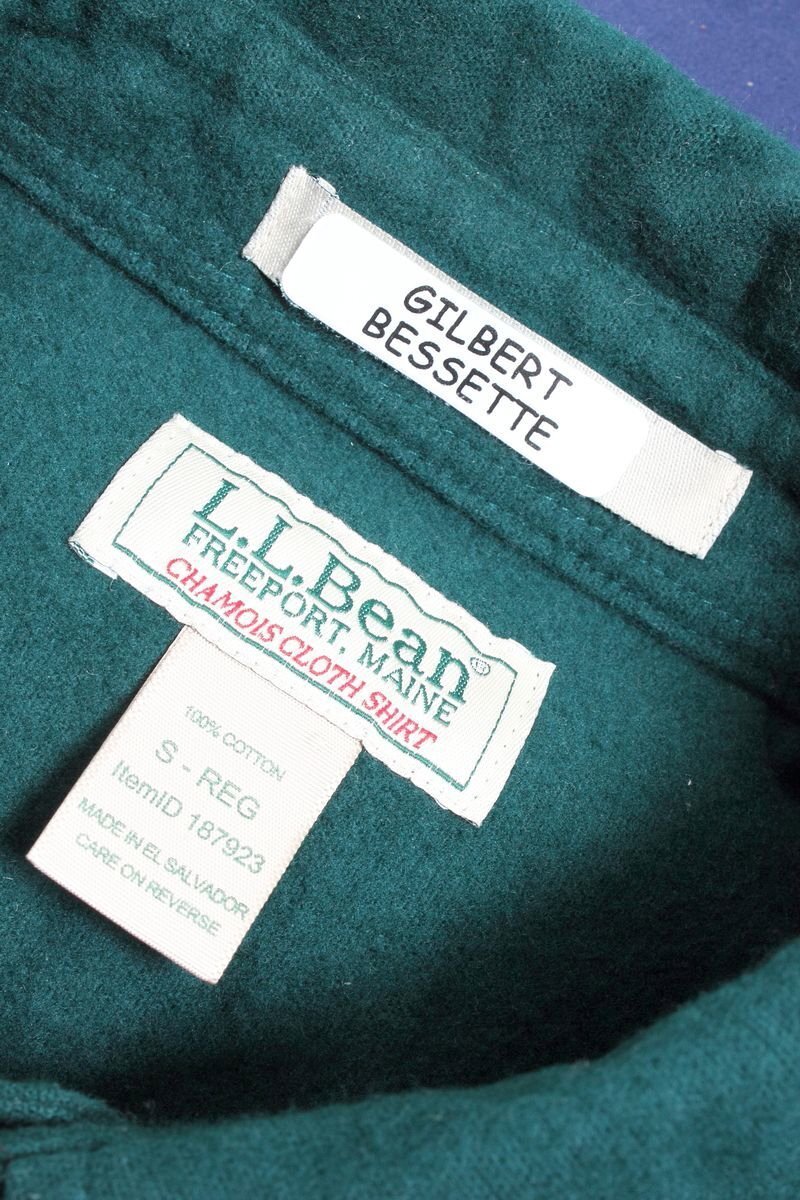 GILBERT
BESSETTE
L.L.Bean®
FREEPORT, MAINE
CHAMOIS CLOTH SHIRT
100% COTTON
S - REG
ItemID 187923
MADE IN EL SALVADOR
CARE ON REVERSE